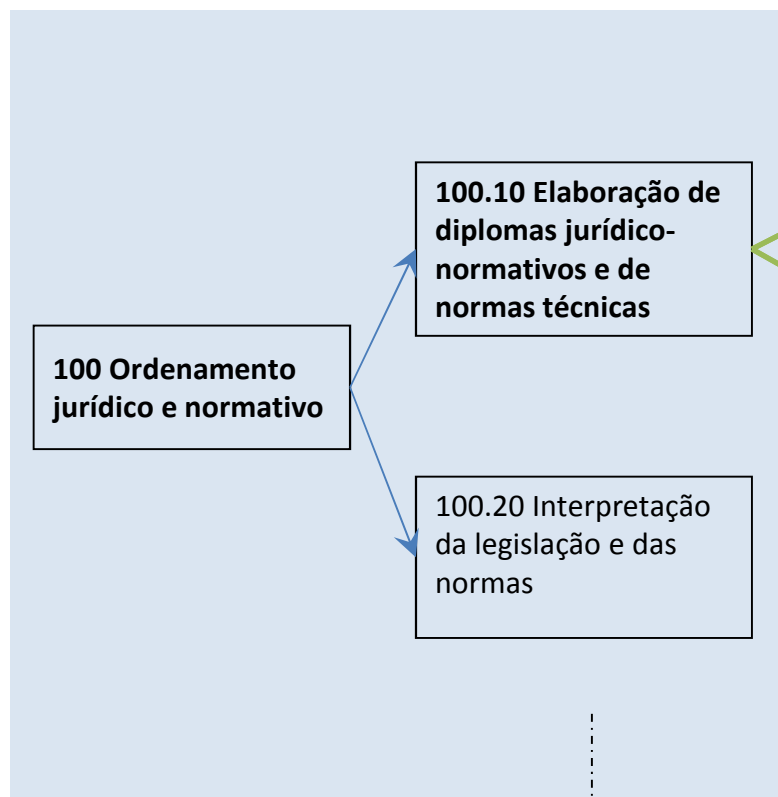 100.10 Elaboração de
diplomas jurídico-
normativos e de
normas técnicas
100 Ordenamento
jurídico e normativo
100.20 Interpretação
da legislação e das
normas